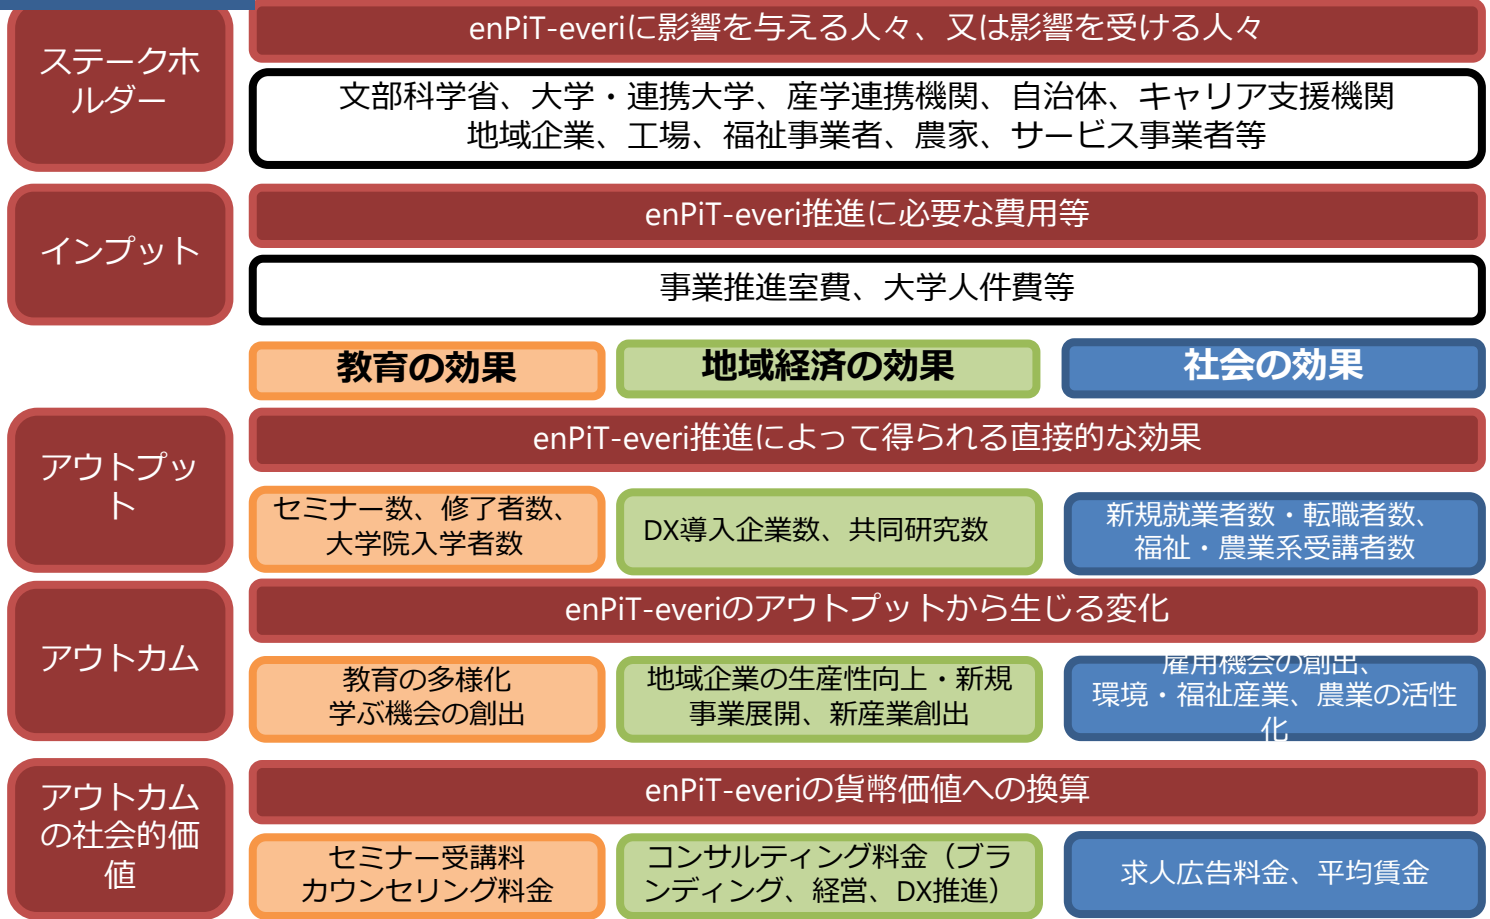 ステークホ
ルダー
enPiT-everiに影響を与える人々、又は影響を受ける人々
文部科学省、大学・連携大学、産学連携機関、自治体、キャリア支援機関
地域企業、工場、福祉事業者、農家、サービス事業者等
インプット
enPiT-everi推進に必要な費用等
事業推進室費、大学人件費等
教育の効果
地域経済の効果
社会の効果
アウトプッ
ト
enPiT-everi推進によって得られる直接的な効果
セミナー数、修了者数、
大学院入学者数
DX導入企業数、共同研究数
新規就業者数・転職者数、
福祉・農業系受講者数
アウトカム
enPiT-everiのアウトプットから生じる変化
教育の多様化
学ぶ機会の創出
地域企業の生産性向上・新規
事業展開、新産業創出
雇用機会の創出、
環境・福祉産業、農業の活性
化
アウトカム
の社会的価
値
enPiT-everiの貨幣価値への換算
セミナー受講料
カウンセリング料金
コンサルティング料金（ブラ
ンディング、経営、DX推進）
求人広告料金、平均賃金